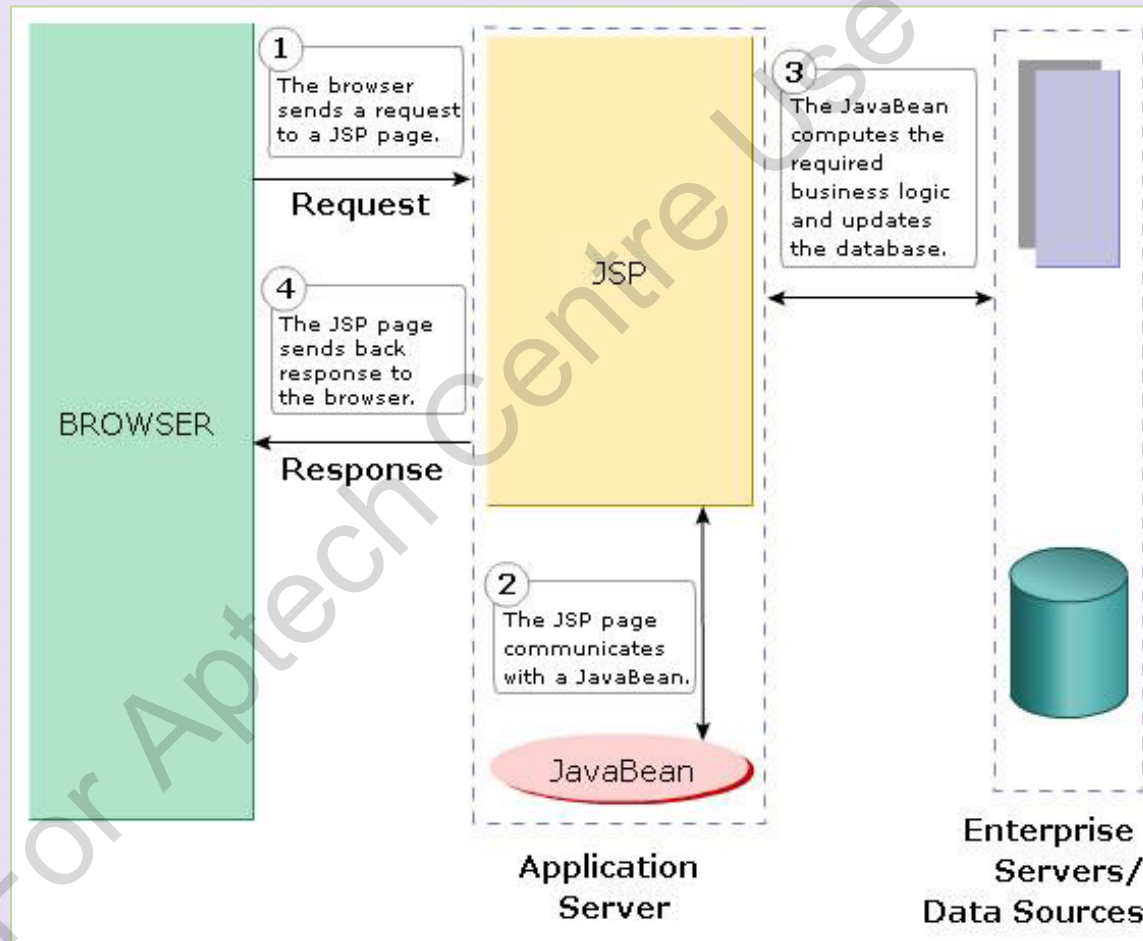 1
The browser
sends a request
to a JSP page.
Request
4
The JSP page
sends back
response to
the browser.
Response
BROWSER
JSP
2
The JSP page
communicates
with a JavaBean.
JavaBean
3
The JavaBean
computes the
required
business logic
and updates
the database.
Application
Server
Enterprise
Servers/
Data Sources
For Aptech Centre Use